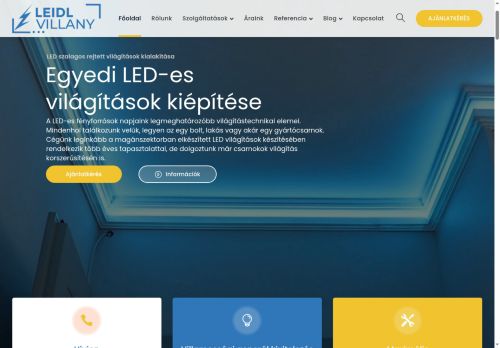 LEIDL
VILLANY
Főoldal Rólunk Szolgáltatások Áraink Referencia Blog Kapcsolat
AJÁNLATKÉRÉS
LED szalagos rejtett világítások kialakítása
Egyedi LED-es
világítások kiépítése
A LED-es fényforrások napjaink legmeghatározóbb világítástechnikai elemei.
Mindenhol találkozunk velük, legyen az egy bolt, lakás vagy akár egy gyártócsarnok.
Cégünk leginkább a magánszektorban elkészített LED világítások készítésében
rendelkezik több éves tapasztalattal, de dolgoztunk már csarnokok világítás
korszerűsítésén is.
Ajánlatkérés
Információk